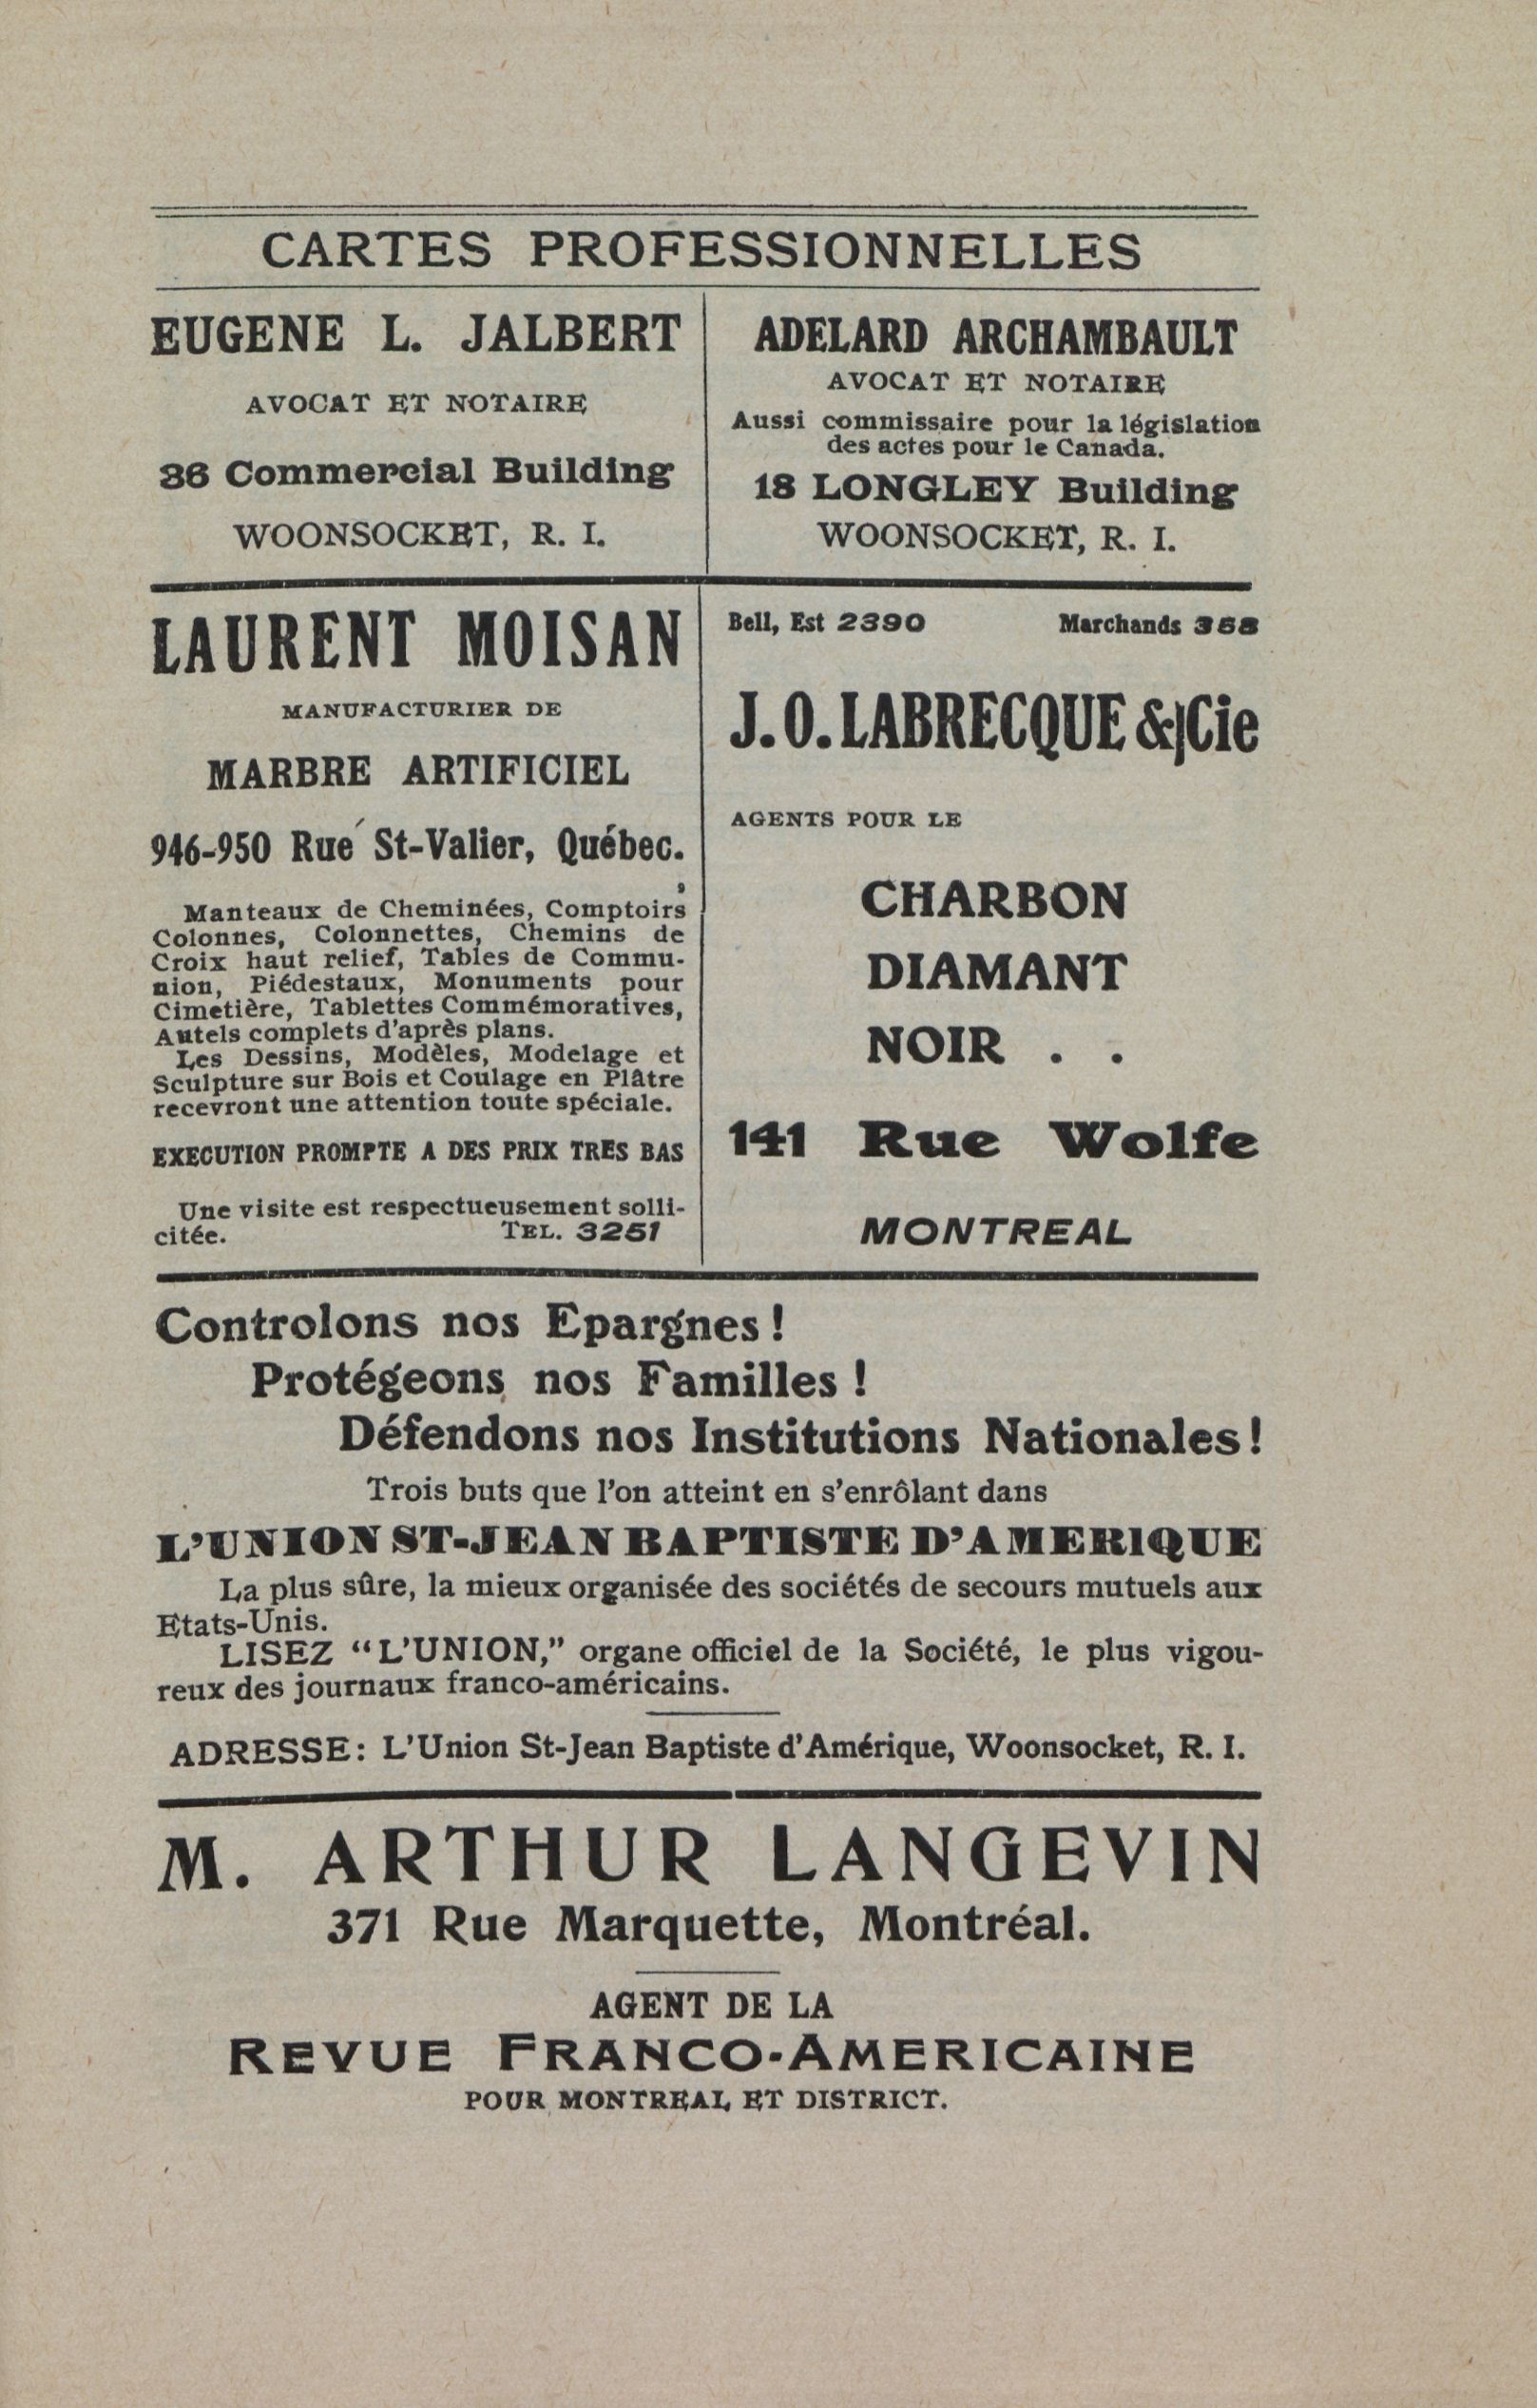 CARTES PROFESSIONNELLES
EUGENE L. JALBERT
AVOCAT ET NOTAIRE
36 Commercial Building
WOONSOCKET, R. I.
ADELARD ARCHAMBAULT
AVOCAT ET NOTAIRE
Aussi commissaire pour la législation
des actes pour le Canada.
18 LONGLEY Building
WOONSOCKET, R. I.
LAURENT MOISAN
MANUFACTURIER DE
MARBRE ARTIFICIEL
946-950 Rue St-Valier, Québec.
Manteaux de Cheminées, Comptoirs,
Colonnes, Colonnettes, Chemins de
Croix haut relief, Tables de Commu-
nion, Piédestaux, Monuments pour
Cimetière, Tablettes Commémoratives,
Autels complets d'après plans.
Les Dessins, Modèles, Modelage et
Sculpture sur Bois et Coulage en Plâtre
recevront une attention toute spéciale.
EXECUTION PROMPTE A DES PRIX TRES BAS
Une visite est respectueusement solli-
citée. TEL. 3251
Bell, Est 2390 Marchands
J. O. LABRECQUE & Cie
AGENTS POUR LE
CHARBON
DIAMANT
NOIR . .
141 Rue Wolfe
MONTREAL
Controlons nos Epargnes !
Protégeons nos Familles !
Défendons nos Institutions Nationales !
Trois buts que l'on atteint en s'enrôlant dans
L'UNION ST-JEAN BAPTISTE D'AMERIQUE
La plus sûre, la mieux organisée des sociétés de secours mutuels aux
Etats-Unis.
LISEZ "L'UNION," organe officiel de la Société, le plus vigou-
reux des journaux franco-américains.
ADRESSE: L'Union St-Jean Baptiste d'Amérique, Woonsocket, R. I.
M. ARTHUR LANGEVIN
371 Rue Marquette, Montréal.
AGENT DE LA
REVUE FRANCO-AMERICAINE
POUR MONTREAL ET DISTRICT.